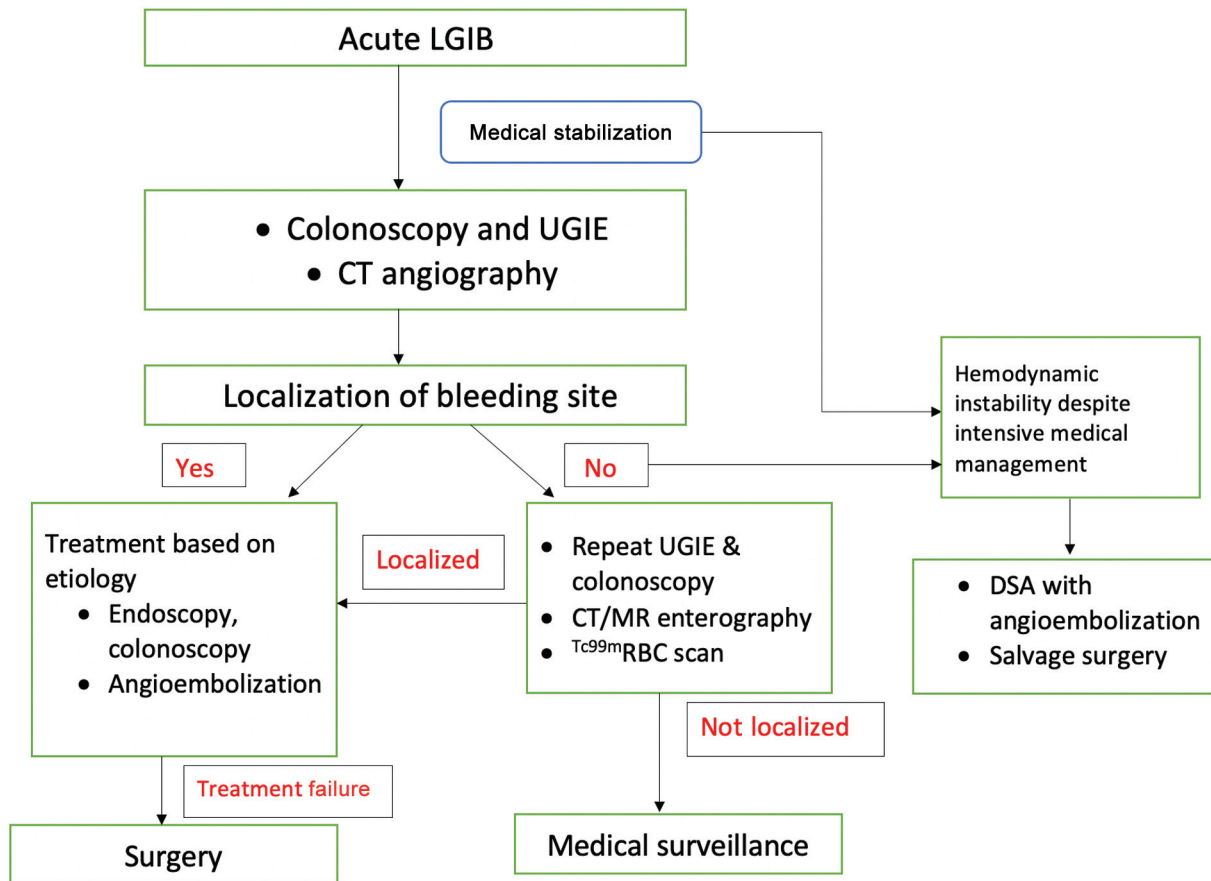 Acute LGIB
Medical stabilization
• Colonoscopy and UGIE
• CT angiography
Localization of bleeding site
Hemodynamic
instability despite
intensive medical
management
Yes
No
Treatment based on
etiology
• Endoscopy,
colonoscopy
• Angioembolization
Localized
• Repeat UGIE &
colonoscopy
• CT/MR enterography
• Tc99mRBC scan
• DSA with
angioembolization
• Salvage surgery
Not localized
Treatment failure
Surgery
Medical surveillance